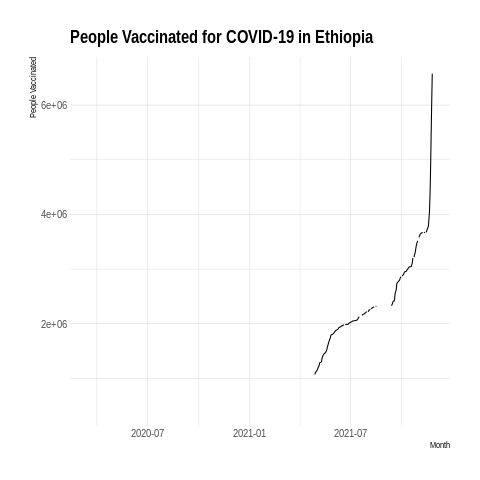 People Vaccinated for COVID-19 in Ethiopia
People Vaccinated
6e+06
4e+06
2e+06
2020-07 2021-01 2021-07
Month